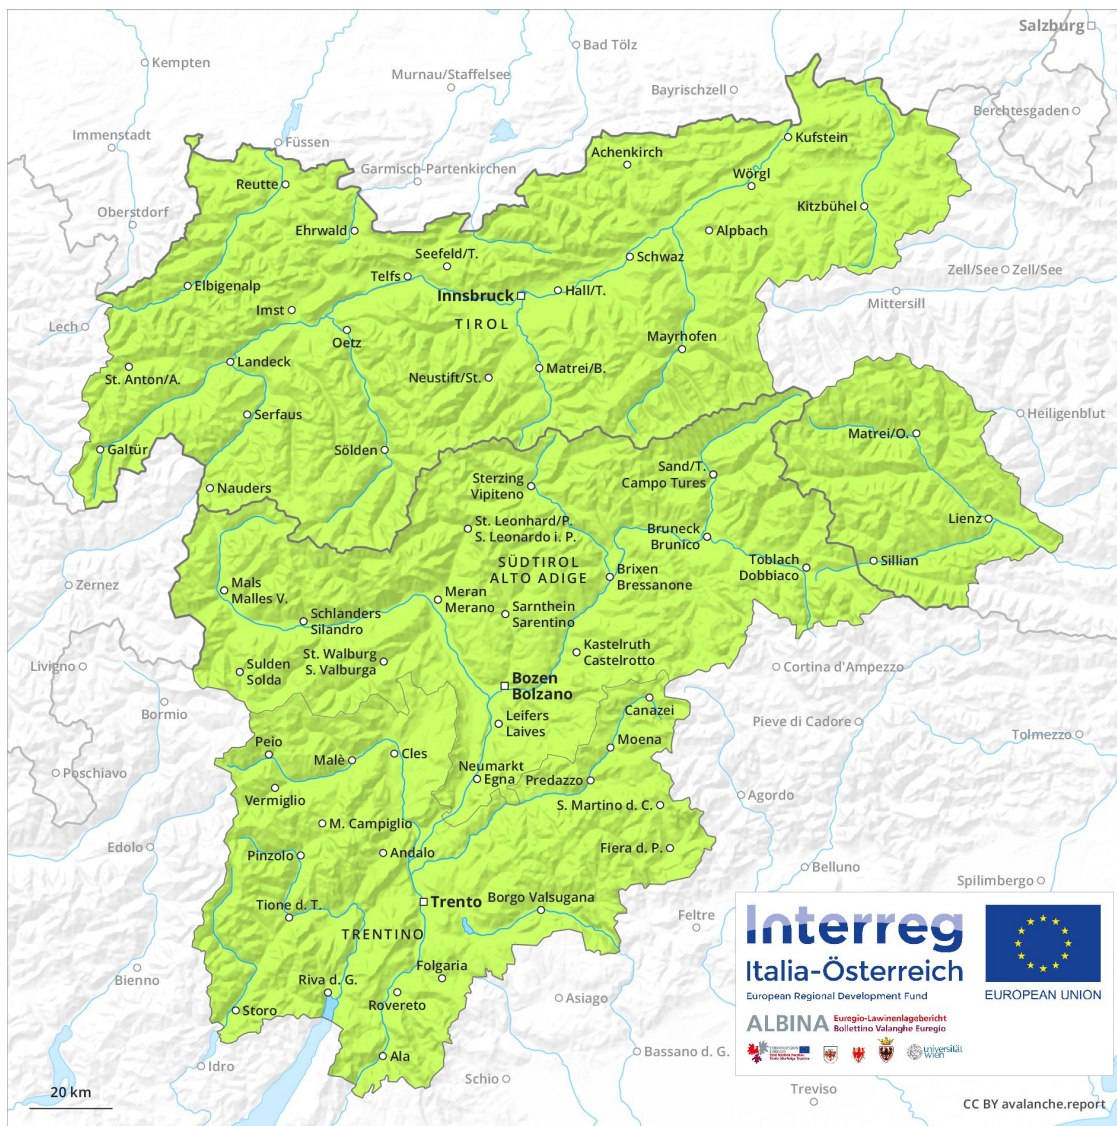 Salzburg
Bad Tölz
Kempten
Murnau/Staffelsee
Bayrischzell
Berchtesgaden
Immenstadt
Füssen
Kufstein
Achenkirch
Garmisch-Partenkirchen
Wörgl
Reutte
Oberstdorf
Kitzbühel
Ehrwald
Alpbach
Seefeld/T.
Schwaz
Telfs
Zell/See
Zell/See
Elbigenalp
Hall/T.
Innsbruck
Mittersill
Imst
TIROL
Lech
Oetz
Mayrhofen
Landeck
Matrei/B.
St. Anton/A.
Neustift/St.
Serfaus
Heiligenblut
Matrei/O.
Galtür
Sölden
Sand/T.
Campo Tures
Sterzing
Vipiteno
Nauders
St. Leonhard/P.
S. Leonardo i. P.
Lienz
Bruneck
Brunico
SÜDTIROL
ALTO ADIGE
Toblach
Dobbiaco
Sillian
Brixen
Bressanone
Zernez
Mals
Malles V.
Meran
Merano
Sarnthein
Sarentino
Schlanders
Silandro
Kastelruth
Castelrotto
St. Walburg
S. Valburga
Livigno
Sulden
Solda
Cortina d'Ampezzo
Bozen
Bolzano
Bormio
Canazei
Leifers
Laives
Pieve di Cadore
Tolmezzo
Peio
Moena
Malè
Cles
Neumarkt
Egna
Predazzo
Poschiavo
Vermiglio
Agordo
S. Martino d. C.
M. Campiglio
Edolo
Pinzolo
Andalo
Fiera d. P.
Belluno
Spilimbergo
Trento
Borgo Valsugana
Tione d. T.
Feltre
TRENTINO
Interreg
Italia-Österreich
European Regional Development Fund
EUROPEAN UNION
Folgaria
Bienno
Riva d. G.
Rovereto
Asiago
Storo
ALBINA
Euregio-Lawinenlagebericht
Bollettino Valanghe Euregio
universität
wien
Ala
Bassano d. G.
Idro
Schio
20 km
Treviso
CC BY avalanche.report